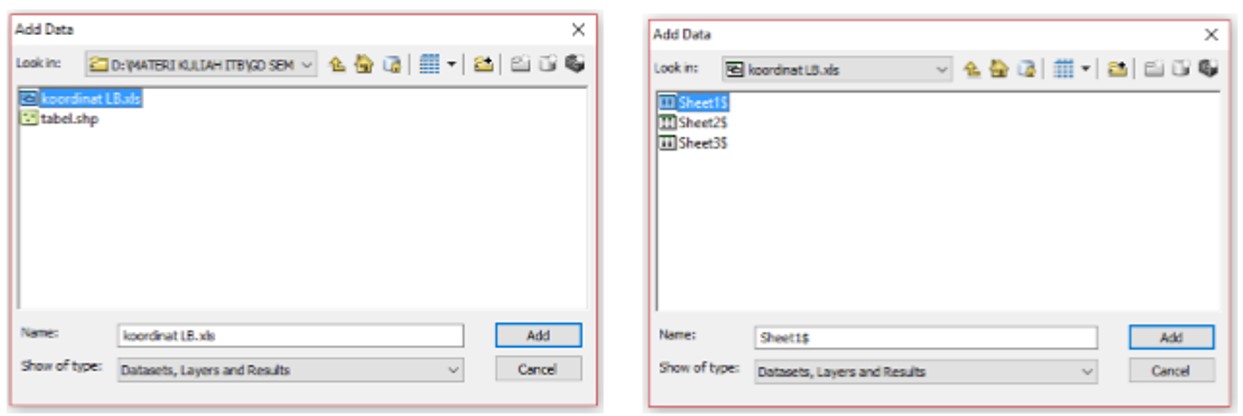 Add Data
Look in:
D:\MATERI KULIAH ITB\GD SEM
koordinat LB.xls
tabel.shp
Name:
koordinat LB.xls
Add
Show of type:
Datasets, Layers and Results
Cancel
Add Data
Look in:
koordinat LB.xls
Sheet1$
Sheet2$
Sheet3$
Name:
Sheet1$
Add
Show of type:
Datasets, Layers and Results
Cancel